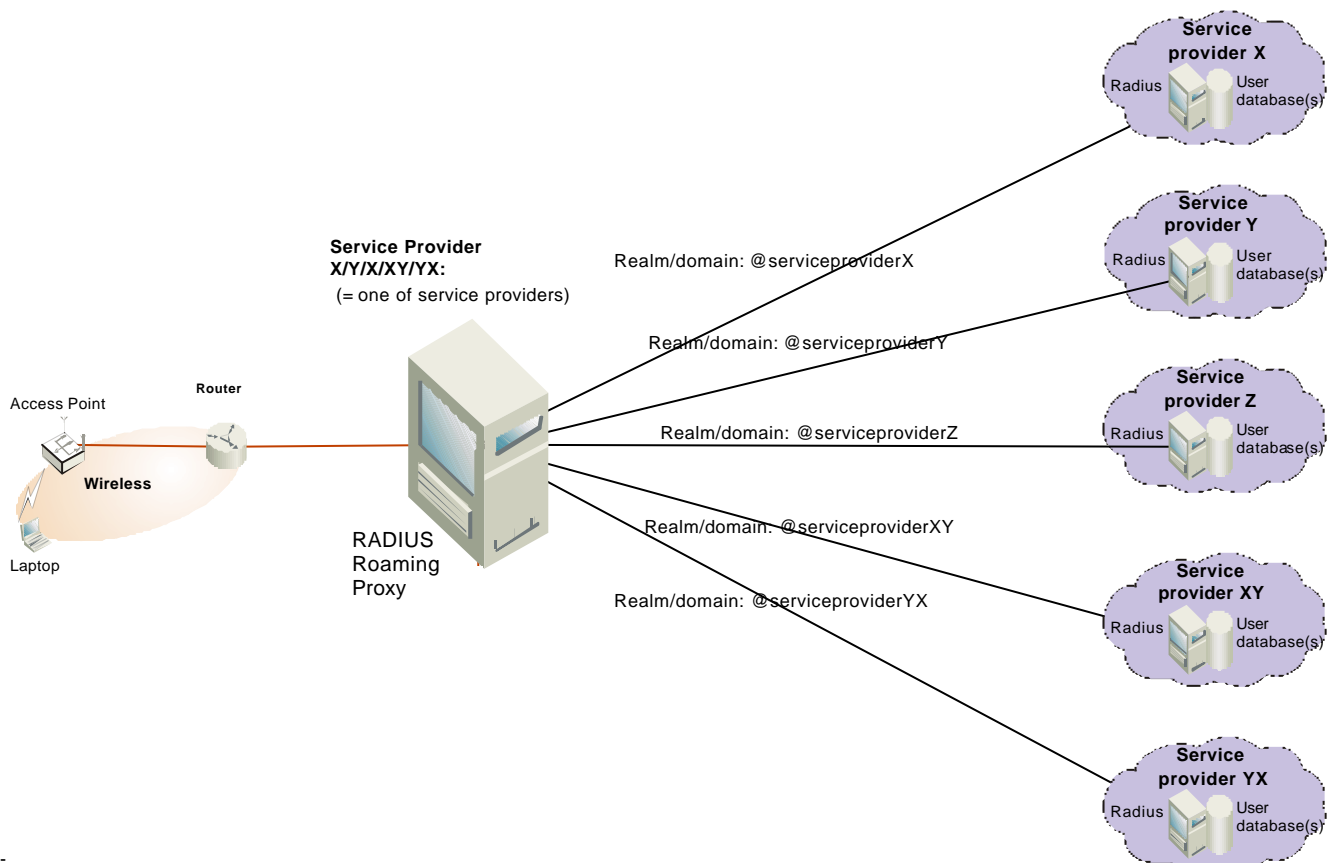 Service
provider X
Radius
User
database(s)
Service
provider Y
Radius
User
database(s)
Service Provider
X/Y/X/XY/YX:
(= one of service providers)
Realm/domain: @serviceproviderX
Realm/domain: @serviceproviderY
Service
provider Z
Radius
User
database(s)
Router
Access Point
Realm/domain: @serviceproviderZ
Wireless
Laptop
RADIUS
Roaming
Proxy
Realm/domain: @serviceproviderXY
Service
provider XY
Radius
User
database(s)
Realm/domain: @serviceproviderYX
Service
provider YX
Radius
User
database(s)
-